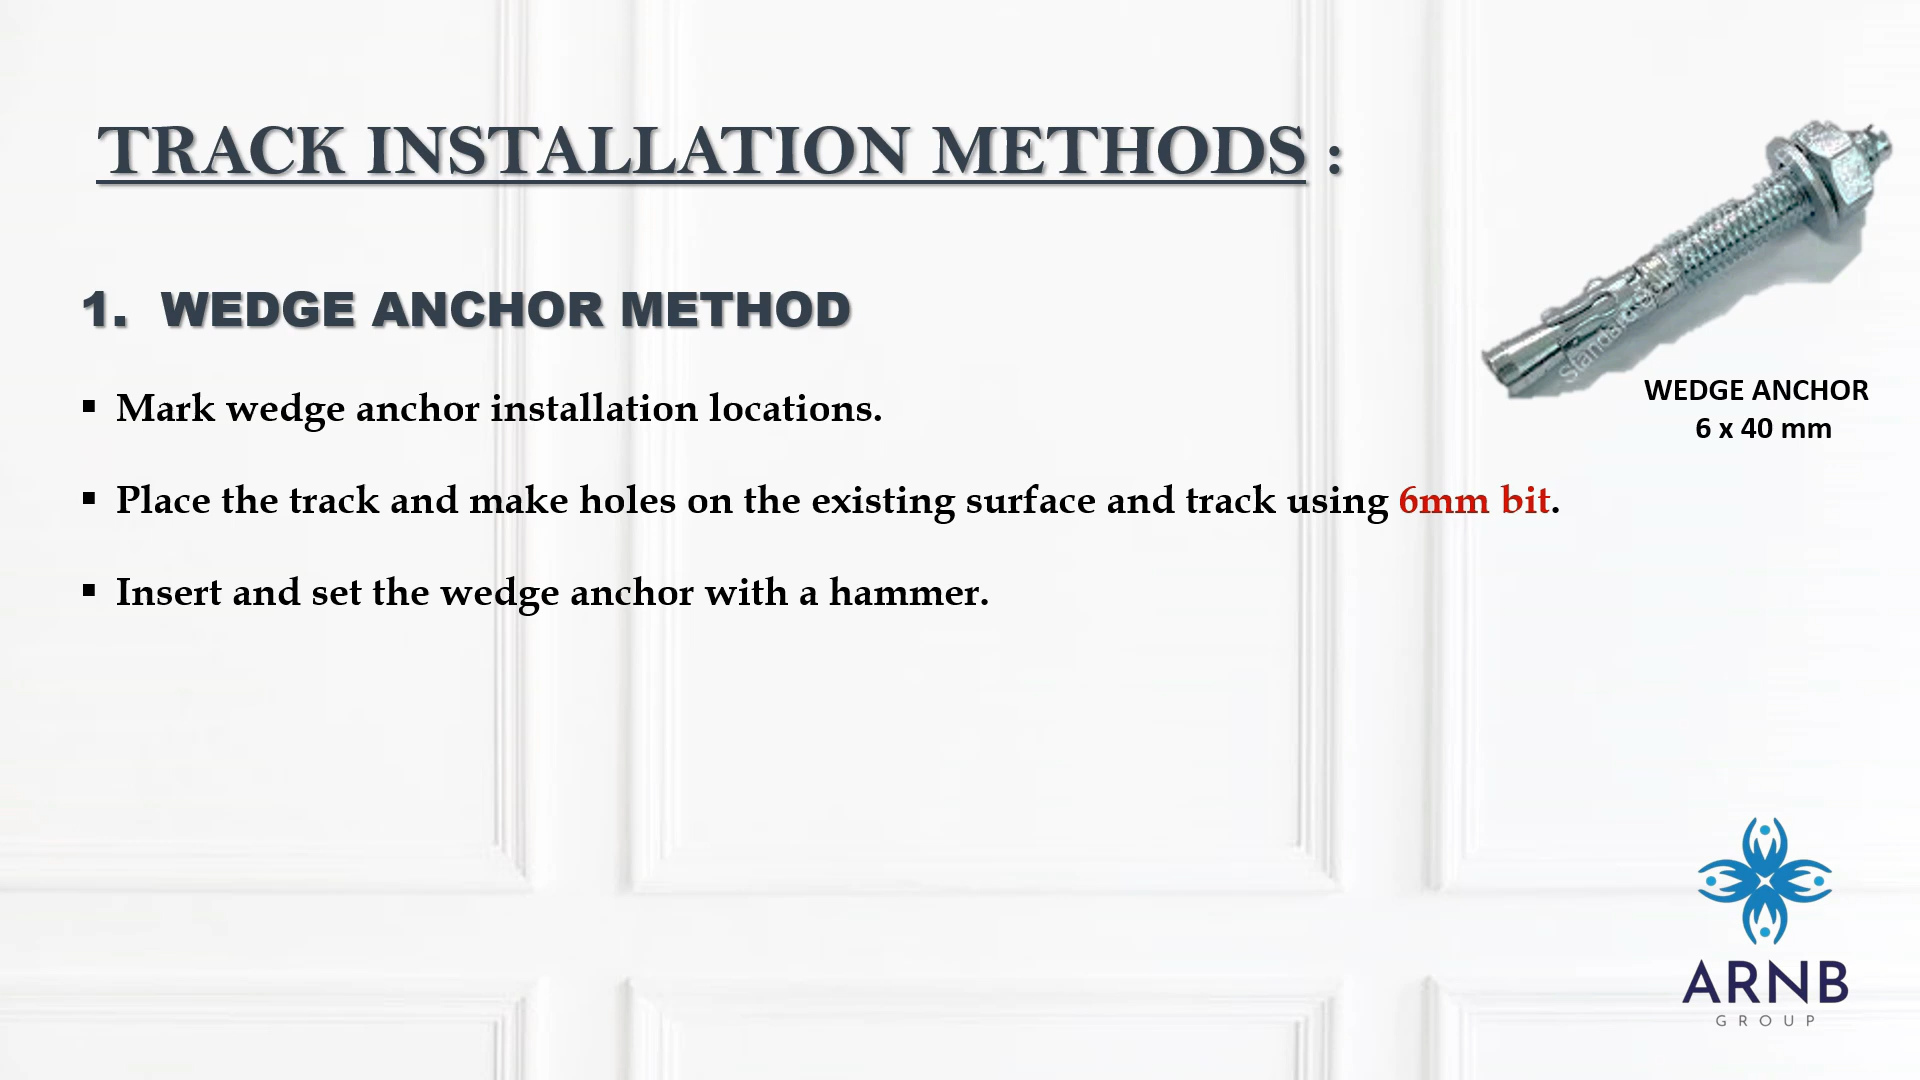 TRACK INSTALLATION METHODS :
1. WEDGE ANCHOR METHOD
▪ Mark wedge anchor installation locations.
WEDGE ANCHOR
6 x 40 mm
▪ Place the track and make holes on the existing surface and track using 6mm bit.
▪ Insert and set the wedge anchor with a hammer.
ARNB
GROUP